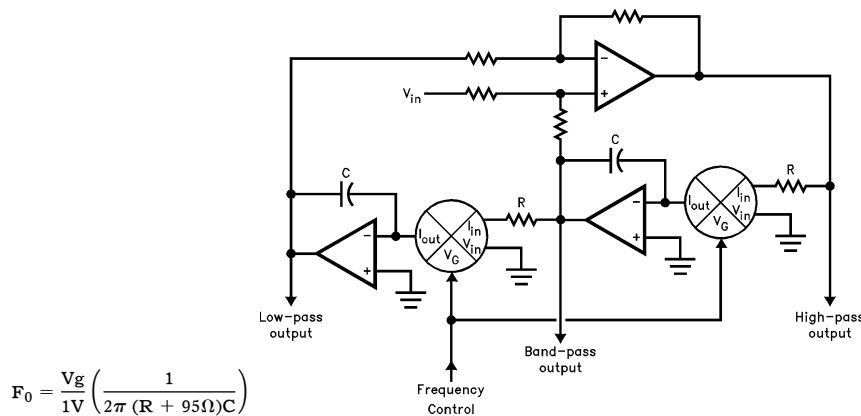 −
V_in
+
C
R
C
I_in
V_in
I_out
V_G
−
+
R
I_in
V_in
I_out
V_G
−
+
Low-pass
output
Band-pass
output
High-pass
output
Frequency
Control
F₀ = Vg/1V (1/(2π (R + 95Ω)C))